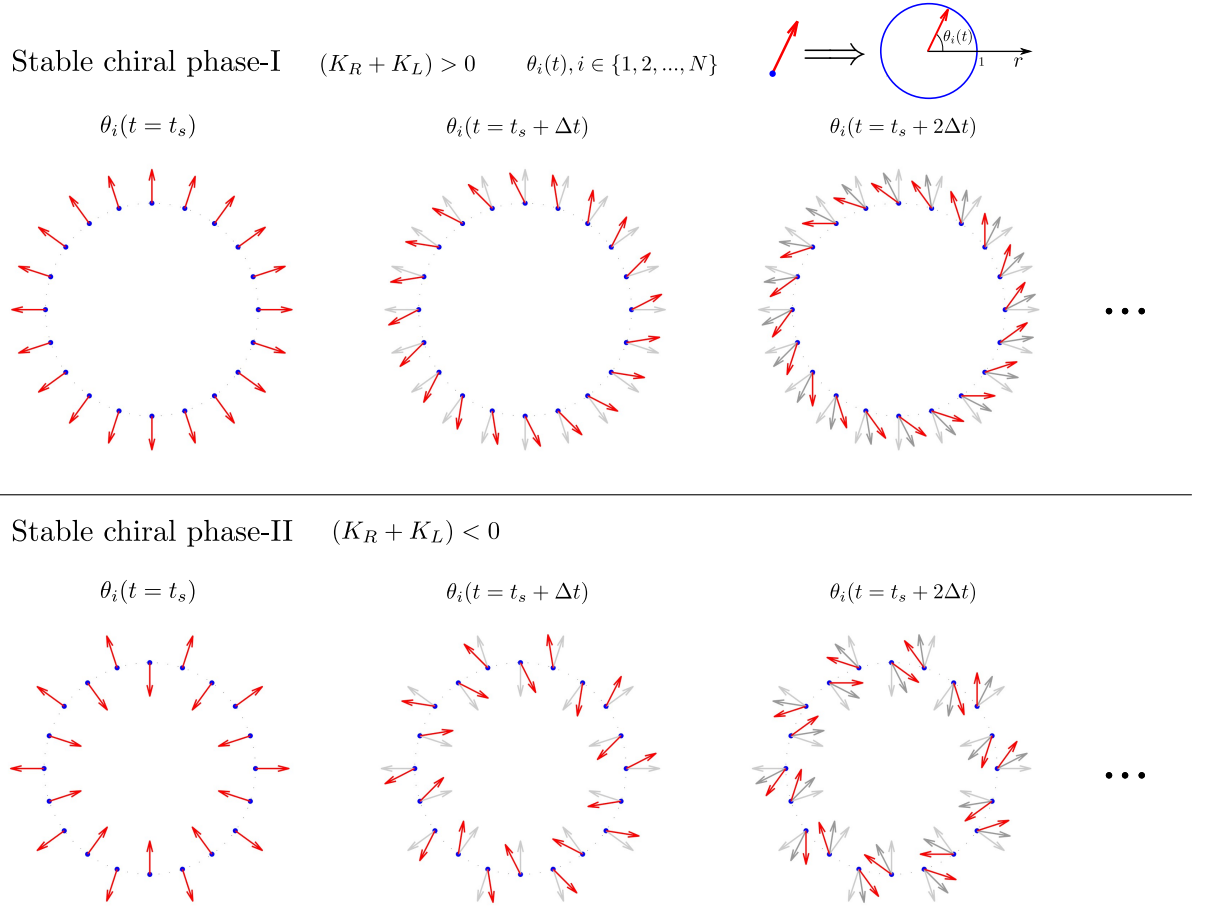 Stable chiral phase-I (K_R + K_L) > 0 θ_i(t), i ∈ {1, 2, ..., N} ⟹ θ_i(t) 1 r
θ_i(t = t_s) θ_i(t = t_s + Δt) θ_i(t = t_s + 2Δt)
...
Stable chiral phase-II (K_R + K_L) < 0
θ_i(t = t_s) θ_i(t = t_s + Δt) θ_i(t = t_s + 2Δt)
...